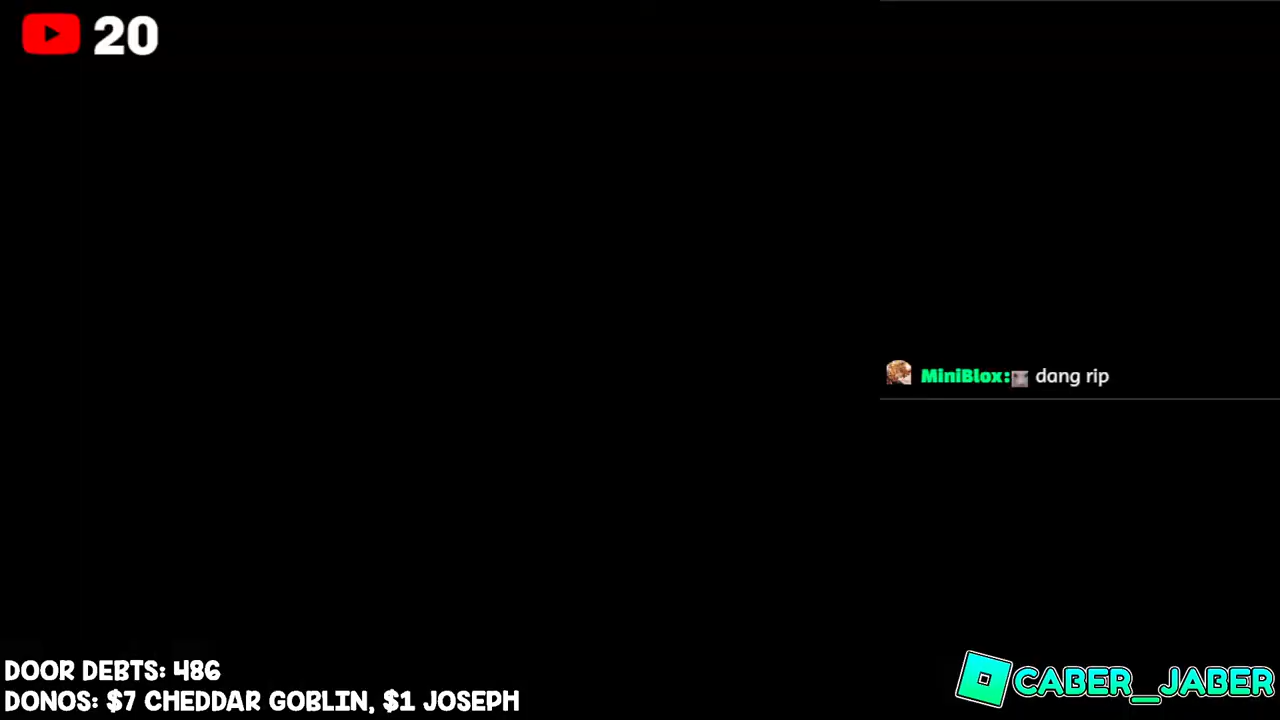 20
MiniBlox: dang rip
DOOR DEBTS: 486
DONOS: $7 CHEDDAR GOBLIN, $1 JOSEPH
CABER_JABER